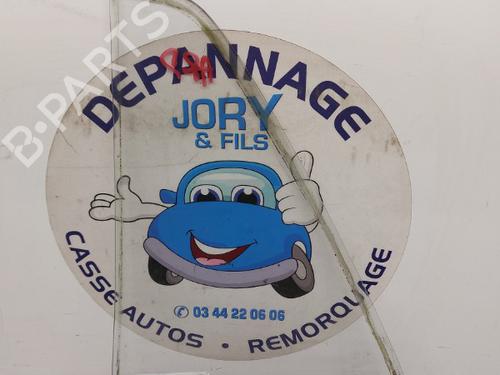 DEPANNAGE
JORY
& FILS
03 44 22 06 06
CASSE AUTOS • REMORQUAGE
B-PARTS